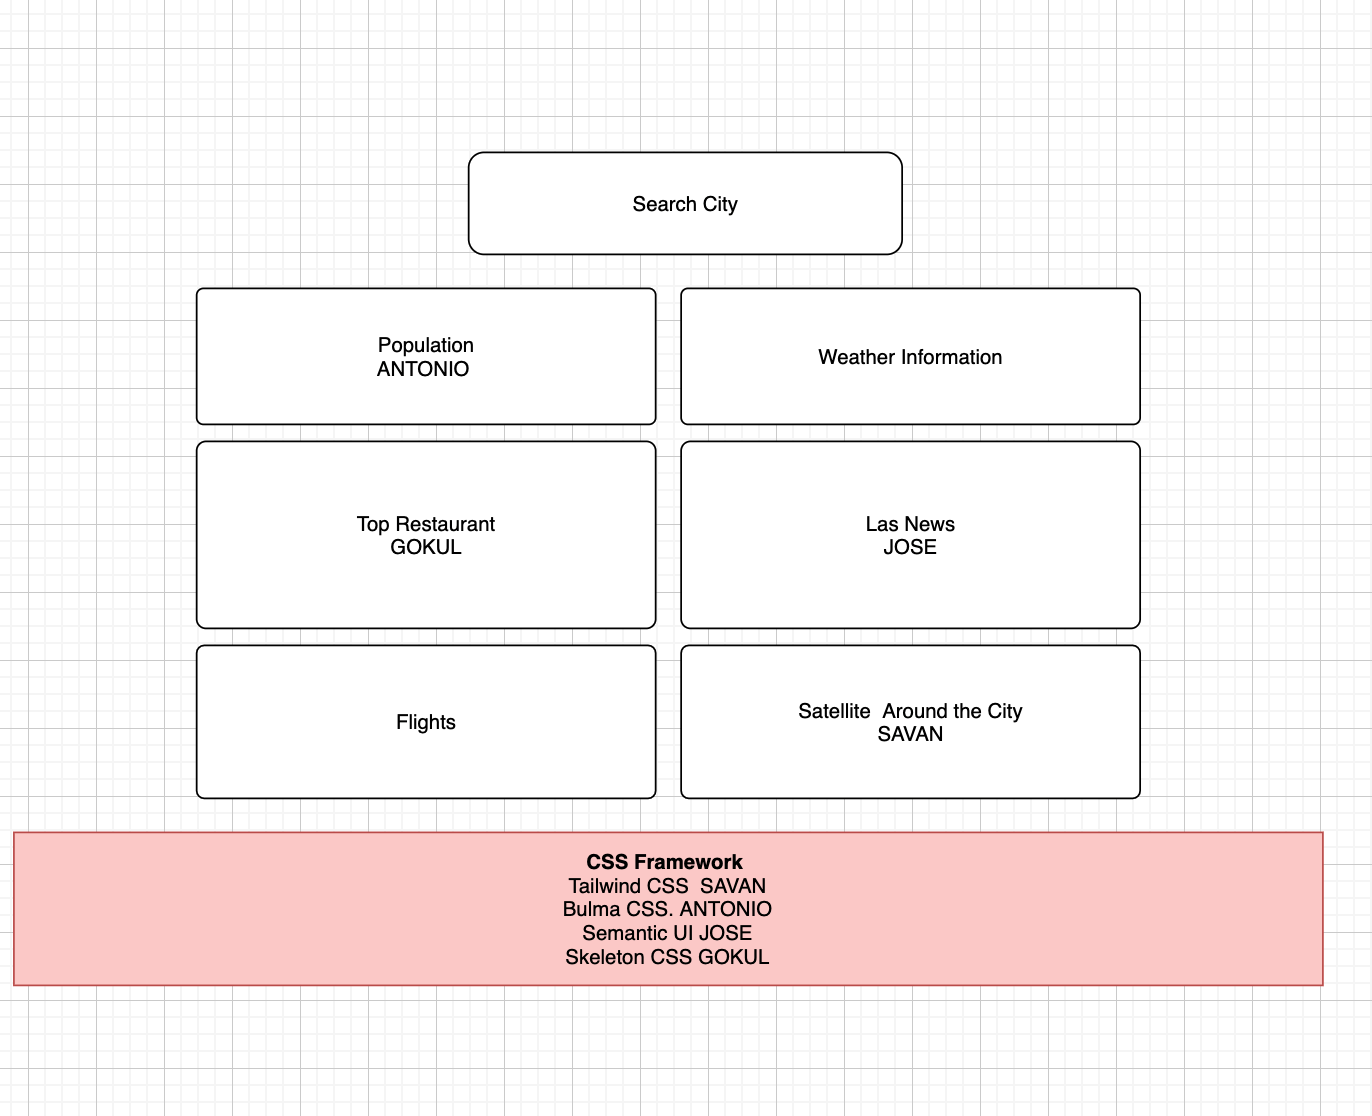 Search City
Population
ANTONIO
Weather Information
Top Restaurant
GOKUL
Las News
JOSE
Flights
Satellite  Around the City
SAVAN
CSS Framework
Tailwind CSS  SAVAN
Bulma CSS. ANTONIO
Semantic UI JOSE
Skeleton CSS GOKUL